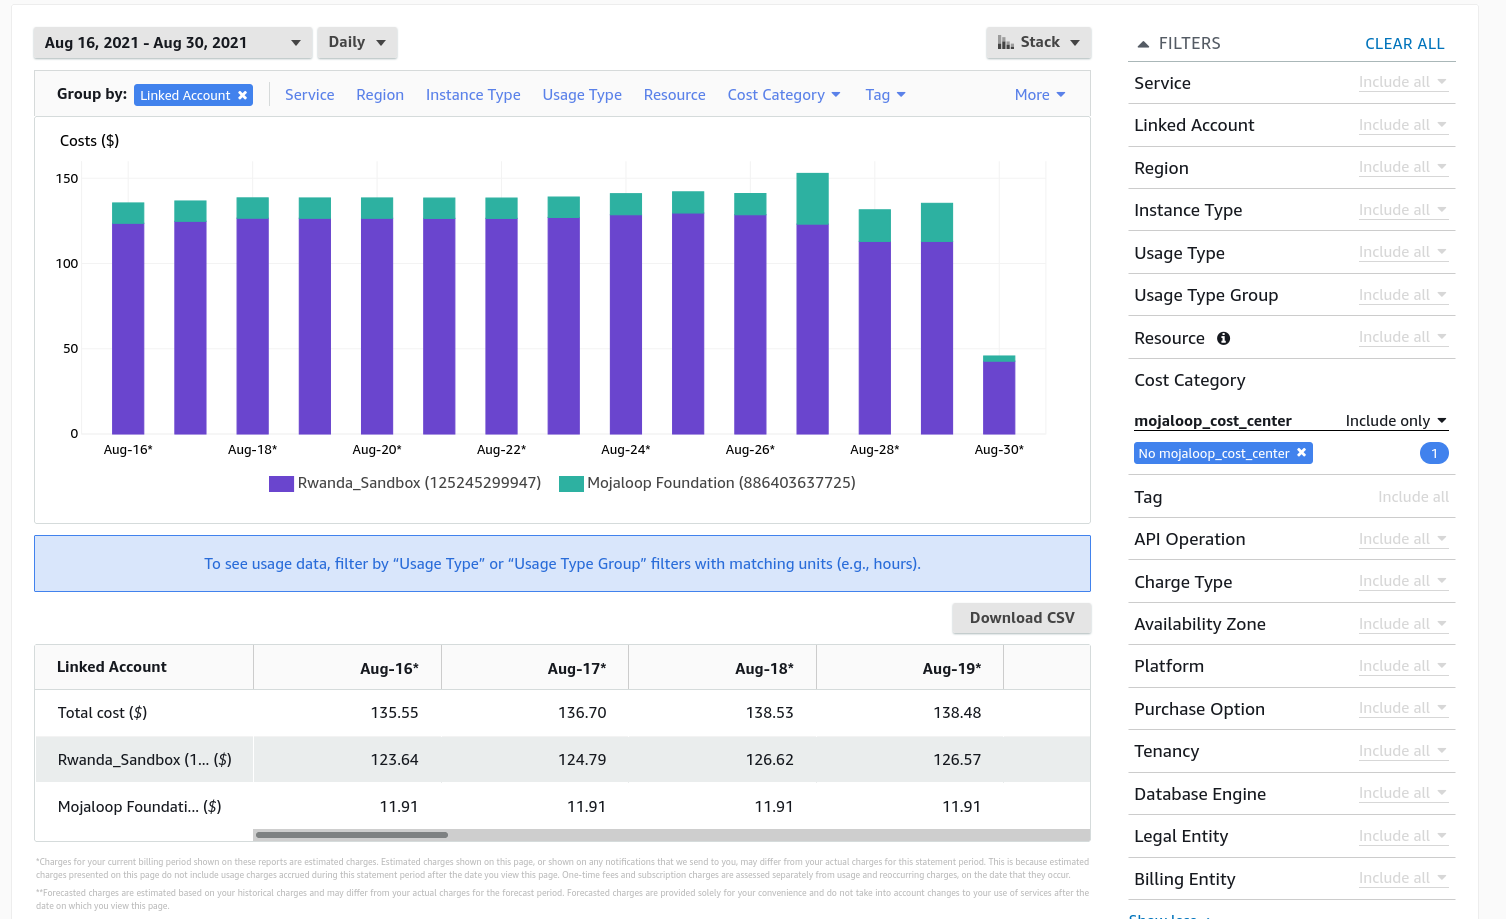 Aug 16, 2021 - Aug 30, 2021
Daily
Stack
Group by: Linked Account Service Region Instance Type Usage Type Resource Cost Category Tag More
Costs ($)
150
100
50
0
Aug-16* Aug-18* Aug-20* Aug-22* Aug-24* Aug-26* Aug-28* Aug-30*
Rwanda_Sandbox (125245299947) Mojaloop Foundation (886403637725)
To see usage data, filter by “Usage Type” or “Usage Type Group” filters with matching units (e.g., hours).
Download CSV
Linked Account Aug-16* Aug-17* Aug-18* Aug-19*
Total cost ($) 135.55 136.70 138.53 138.48
Rwanda_Sandbox (1... ($) 123.64 124.79 126.62 126.57
Mojaloop Foundati... ($) 11.91 11.91 11.91 11.91
*Charges for your current billing period shown on these reports are estimated charges. Estimated charges shown on this page, or shown on any notifications that we send to you, may differ from your actual charges for this statement period. This is because estimated
charges presented on this page do not include usage charges accrued during this statement period after the date you view this page. One-time fees and subscription charges are assessed separately from usage and reoccurring charges, on the date that they occur.
**Forecasted charges are estimated based on your historical charges and may differ from your actual charges for the forecast period. Forecasted charges are provided solely for your convenience and do not take into account changes to your use of services after the
date on which you view this page.
FILTERS CLEAR ALL
Service Include all
Linked Account Include all
Region Include all
Instance Type Include all
Usage Type Include all
Usage Type Group Include all
Resource Include all
Cost Category
mojaloop_cost_center Include only
No mojaloop_cost_center 1
Tag Include all
API Operation Include all
Charge Type Include all
Availability Zone Include all
Platform Include all
Purchase Option Include all
Tenancy Include all
Database Engine Include all
Legal Entity Include all
Billing Entity Include all
Show less